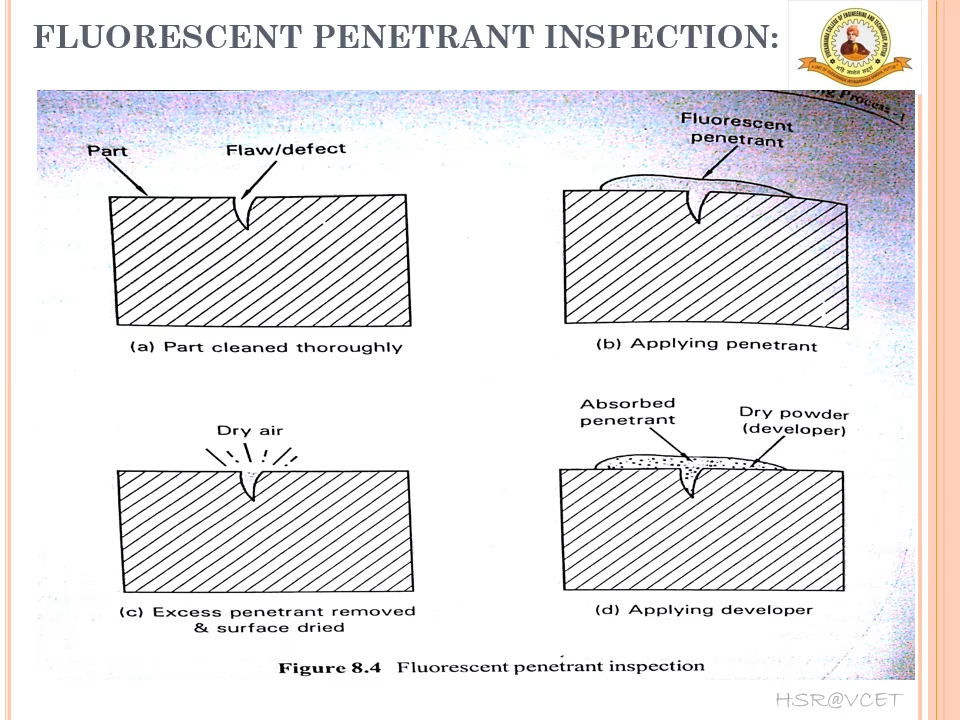 FLUORESCENT PENETRANT INSPECTION:
Process - I
Part
Flaw/defect
Fluorescent
penetrant
(a) Part cleaned thoroughly
(b) Applying penetrant
Dry air
Absorbed
penetrant
Dry powder
(developer)
(c) Excess penetrant removed
& surface dried
(d) Applying developer
Figure 8.4 Fluorescent penetrant inspection
H.S.R@VCET